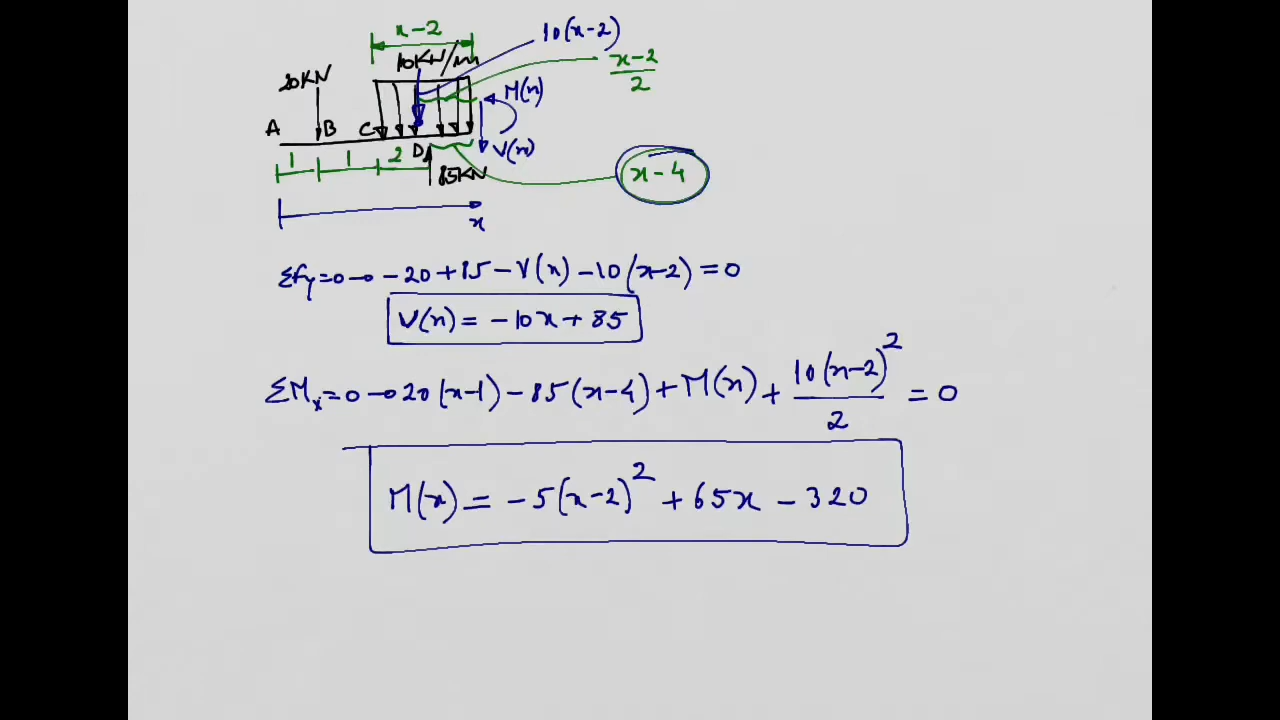 x-2
10(x-2)
10KN/m
x-2/2
20KN
M(x)
A B C D
V(x)
1 1 2
85KN
x-4
x
ΣFy=0→ -20+85-V(x)-10(x-2)=0
V(x) = -10x+85
ΣMx=0→20(x-1)-85(x-4)+M(x)+10(x-2)²/2=0
M(x) = -5(x-2)²+65x-320